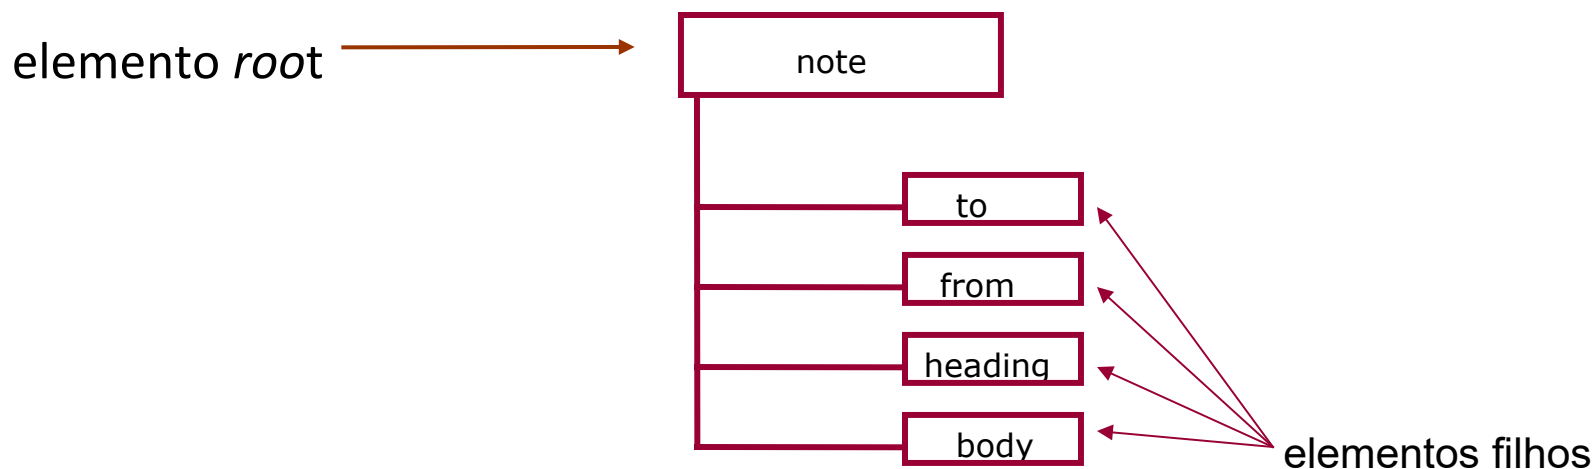 elemento root
note
to
from
heading
body
elementos filhos